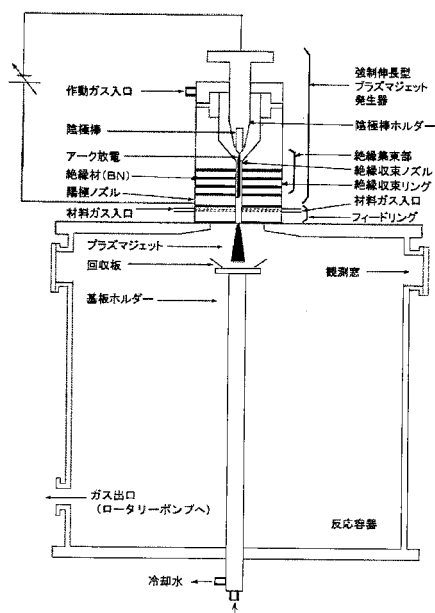 強制伸長型
プラズマジェット
発生器
作動ガス入口
陰極棒
陰極棒ホルダー
アーク放電
絶縁集束部
絶縁材(BN)
絶縁収束ノズル
陽極ノズル
絶縁収束リング
材料ガス入口
材料ガス入口
フィードリング
プラズマジェット
回収板
観測窓
基板ホルダー
ガス出口
(ロータリーポンプへ)
反応容器
冷却水